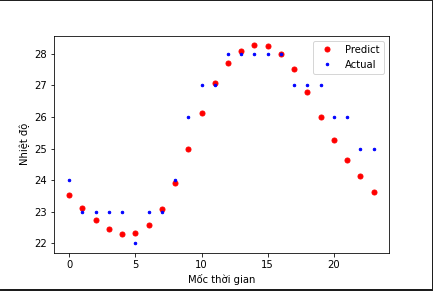 Predict
Actual
28
27
26
25
24
23
22
Nhiệt độ
0 5 10 15 20
Mốc thời gian